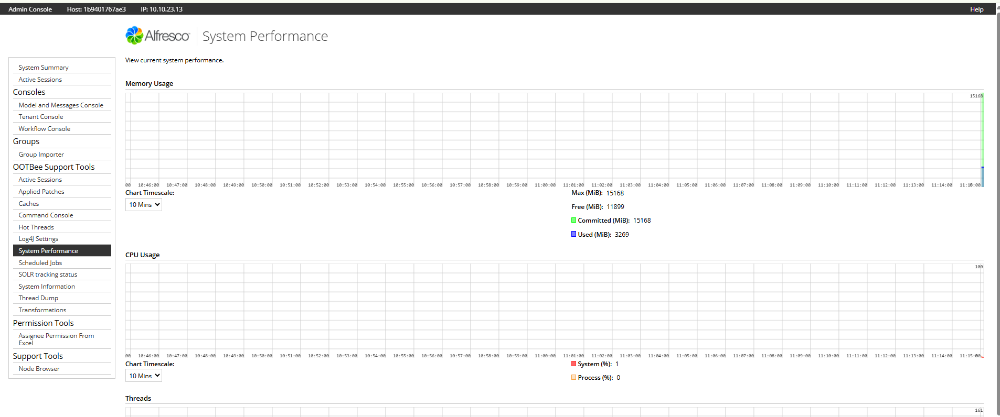 Admin Console Host: 1b9401767ae3 IP: 10.10.23.13 Help
Alfresco System Performance
View current system performance.
System Summary
Active Sessions
Consoles
Model and Messages Console
Tenant Console
Workflow Console
Groups
Group Importer
OOTBee Support Tools
Active Sessions
Applied Patches
Caches
Command Console
Hot Threads
Log4J Settings
System Performance
Scheduled Jobs
SOLR tracking status
System Information
Thread Dump
Transformations
Permission Tools
Assignee Permission From
Excel
Support Tools
Node Browser
Memory Usage
15168
00 10:46:00 10:47:00 10:48:00 10:49:00 10:50:00 10:51:00 10:52:00 10:53:00 10:54:00 10:55:00 10:56:00 10:57:00 10:58:00 10:59:00 11:00:00 11:01:00 11:02:00 11:03:00 11:04:00 11:05:00 11:06:00 11:07:00 11:08:00 11:09:00 11:10:00 11:11:00 11:12:00 11:13:00 11:14:00
Chart Timescale:
10 Mins
Max (MiB): 15168
Free (MiB): 11899
Committed (MiB): 15168
Used (MiB): 3269
CPU Usage
100
00 10:46:00 10:47:00 10:48:00 10:49:00 10:50:00 10:51:00 10:52:00 10:53:00 10:54:00 10:55:00 10:56:00 10:57:00 10:58:00 10:59:00 11:00:00 11:01:00 11:02:00 11:03:00 11:04:00 11:05:00 11:06:00 11:07:00 11:08:00 11:09:00 11:10:00 11:11:00 11:12:00 11:13:00 11:14:00
Chart Timescale:
10 Mins
System (%): 1
Process (%): 0
Threads
161